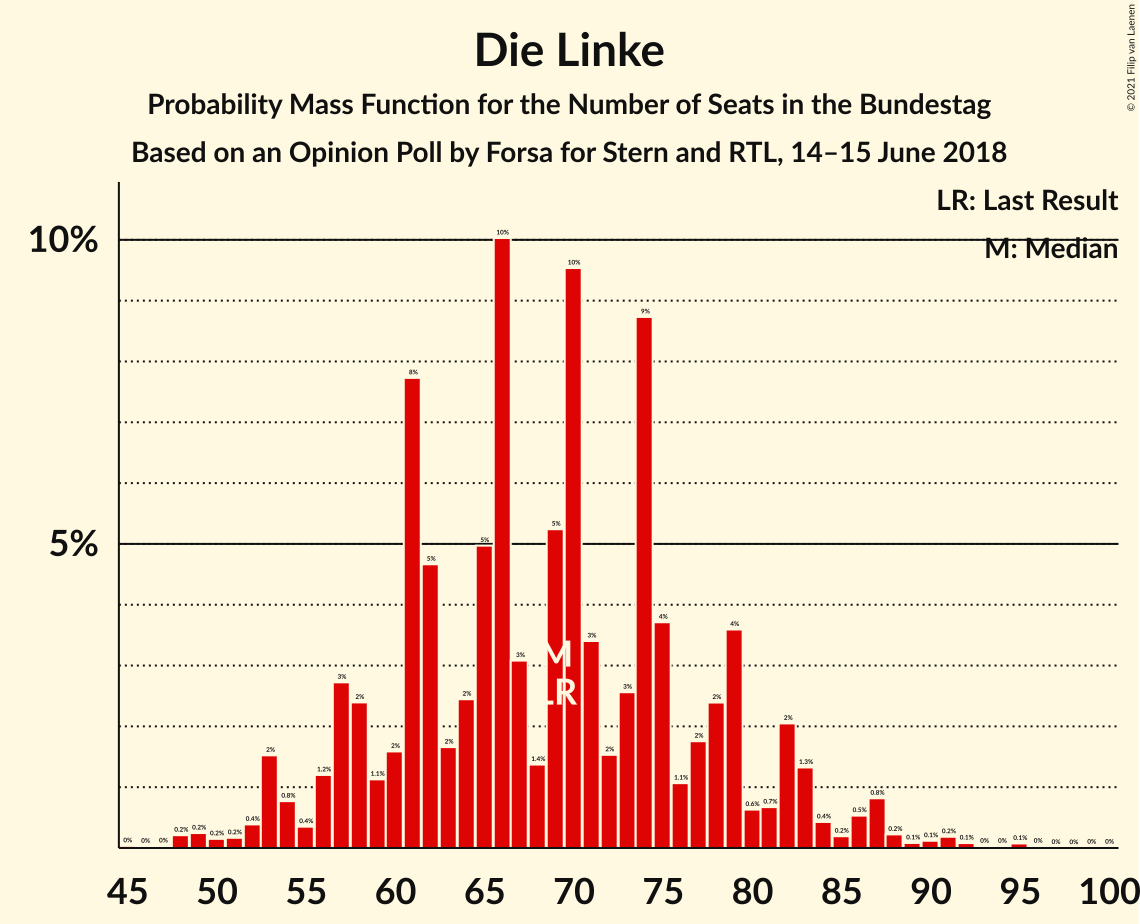 © 2021 Filip van Laenen
Die Linke
Probability Mass Function for the Number of Seats in the Bundestag
Based on an Opinion Poll by Forsa for Stern and RTL, 14–15 June 2018
LR: Last Result
M: Median
10%
5%
0% 0% 0% 0.2% 0.2% 0.2% 0.2% 0.4% 2% 0.8% 0.4% 1.2% 3% 2% 1.1% 2% 8% 5% 2% 2% 5% 10% 3% 1.4% 5% 10% 3% 2% 3% 9% 4% 1.1% 2% 2% 4% 0.6% 0.7% 2% 1.3% 0.4% 0.2% 0.5% 0.8% 0.2% 0.1% 0.1% 0.2% 0.1% 0% 0% 0.1% 0% 0% 0% 0% 0%
M
LR
45 50 55 60 65 70 75 80 85 90 95 100